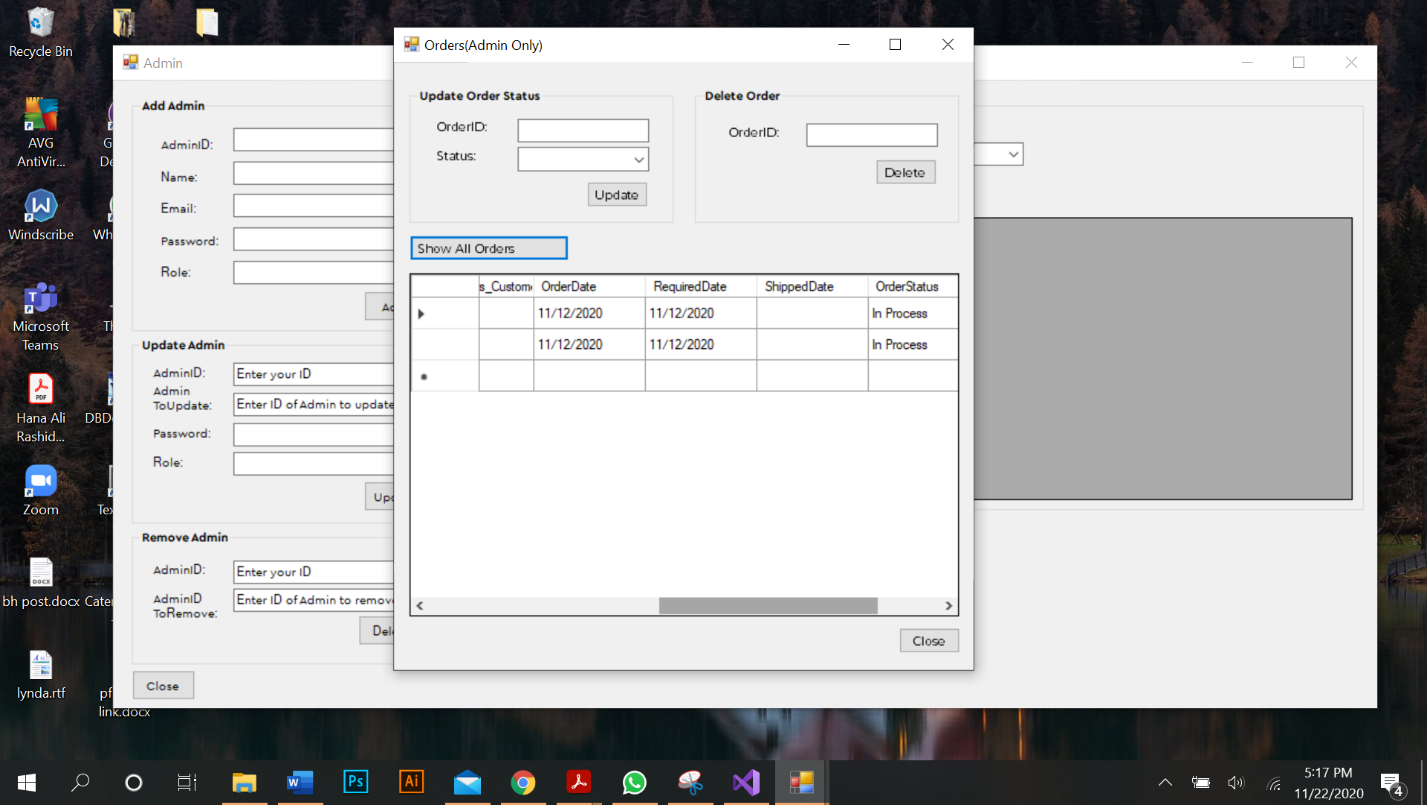 Recycle Bin
AVG
AntiVir...
Windscribe
Microsoft
Teams
Hana Ali
Rashid...
Zoom
bh post.docx
lynda.rtf
link.docx
Admin
Add Admin
AdminID:
Name:
Email:
Password:
Role:
Update Admin
AdminID:
Enter your ID
Admin
ToUpdate:
Enter ID of Admin to update
Password:
Role:
Remove Admin
AdminID:
Enter your ID
AdminID
ToRemove:
Enter ID of Admin to remove
Close
Orders(Admin Only)
Update Order Status
OrderID:
Status:
Update
Delete Order
OrderID:
Delete
Show All Orders
s_Custome OrderDate RequiredDate ShippedDate OrderStatus
11/12/2020 11/12/2020 In Process
11/12/2020 11/12/2020 In Process
Close
5:17 PM
11/22/2020
4